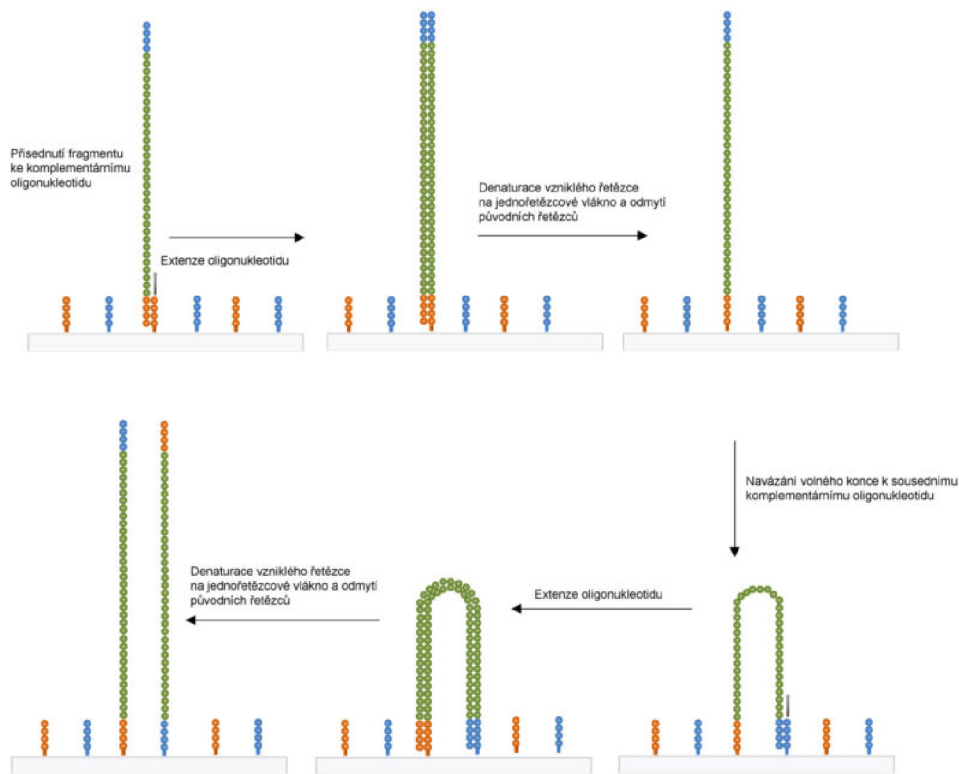 Přisednutí fragmentu
ke komplementárnímu
oligonukleotidu
Extenze oligonukleotidu
Denaturace vzniklého řetězce
na jednořetězcové vlákno a odmytí
původních řetězců
Navázání volného konce k sousednimu
komplementárnímu oligonukleotidu
Extenze oligonukleotidu
Denaturace vzniklého řetězce
na jednořetězcové vlákno a odmytí
původních řetězců